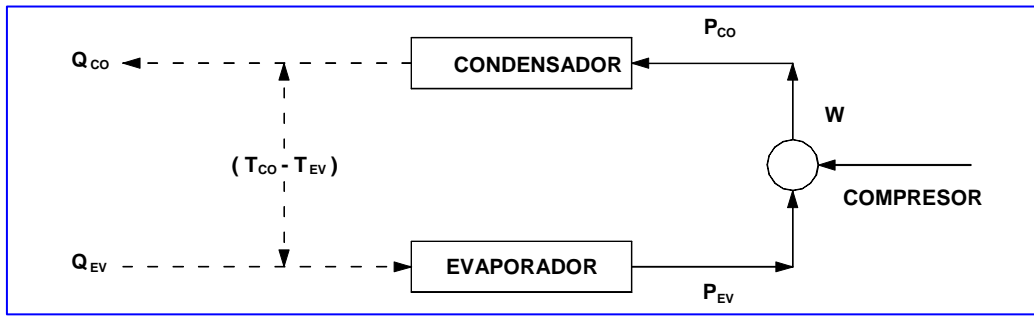 P_CO
Q_CO
CONDENSADOR
W
( T_CO - T_EV )
COMPRESOR
Q_EV
EVAPORADOR
P_EV